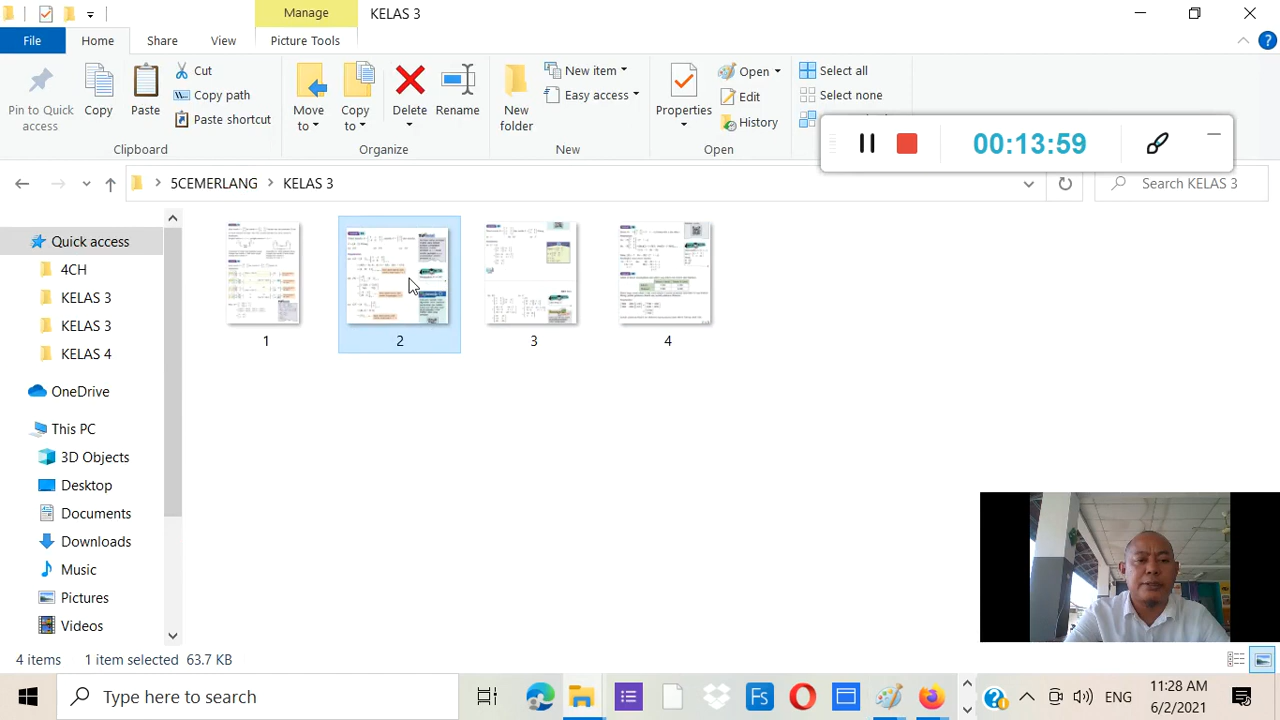 Manage
KELAS 3
File
Home
Share
View
Picture Tools
Pin to Quick access
Copy
Paste
Cut
Copy path
Paste shortcut
Move to
Copy to
Delete
Rename
New folder
New item
Easy access
Properties
Open
Edit
History
Select all
Select none
Clipboard
Organize
New
Open
00:13:59
5CEMERLANG
KELAS 3
Search KELAS 3
Quick access
4CH
KELAS 3
KELAS 3
KELAS 4
OneDrive
This PC
3D Objects
Desktop
Documents
Downloads
Music
Pictures
Videos
1
2
3
4
4 items
1 item selected 63.7 KB
Type here to search
Fs
ENG
11:28 AM
6/2/2021